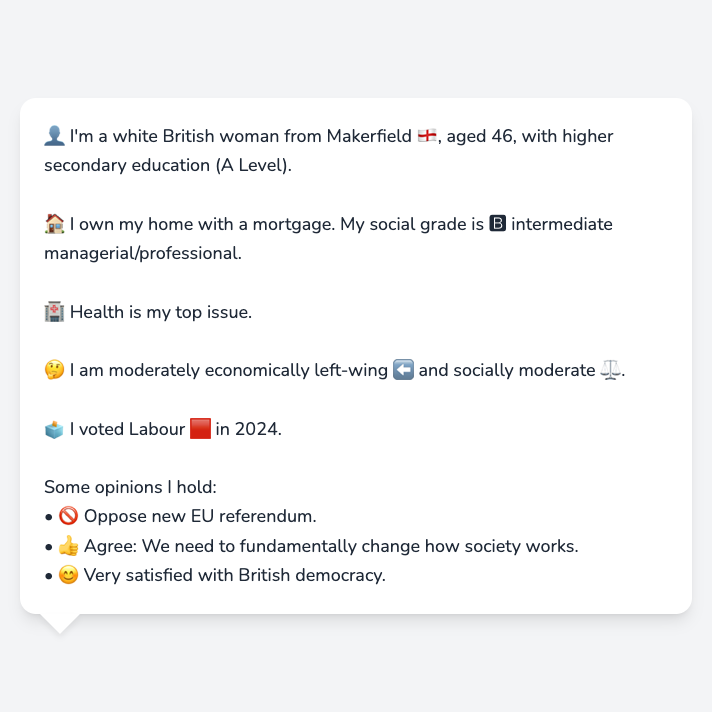 👤 I'm a white British woman from Makerfield 🏴󠁧󠁢󠁥󠁮󠁧󠁿, aged 46, with higher
secondary education (A Level).
🏠 I own my home with a mortgage. My social grade is 🅱 intermediate
managerial/professional.
🏥 Health is my top issue.
🤔 I am moderately economically left-wing ⬅️ and socially moderate ⚖️.
🗳️ I voted Labour 🟥 in 2024.
Some opinions I hold:
• 🚫 Oppose new EU referendum.
• 👍 Agree: We need to fundamentally change how society works.
• 😊 Very satisfied with British democracy.